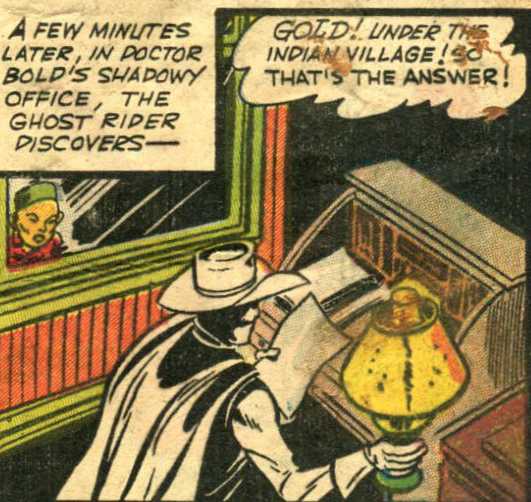 A FEW MINUTES
LATER, IN DOCTOR
BOLD'S SHADOWY
OFFICE, THE
GHOST RIDER
DISCOVERS—
GOLD! UNDER THE
INDIAN VILLAGE! SO
THAT'S THE ANSWER!